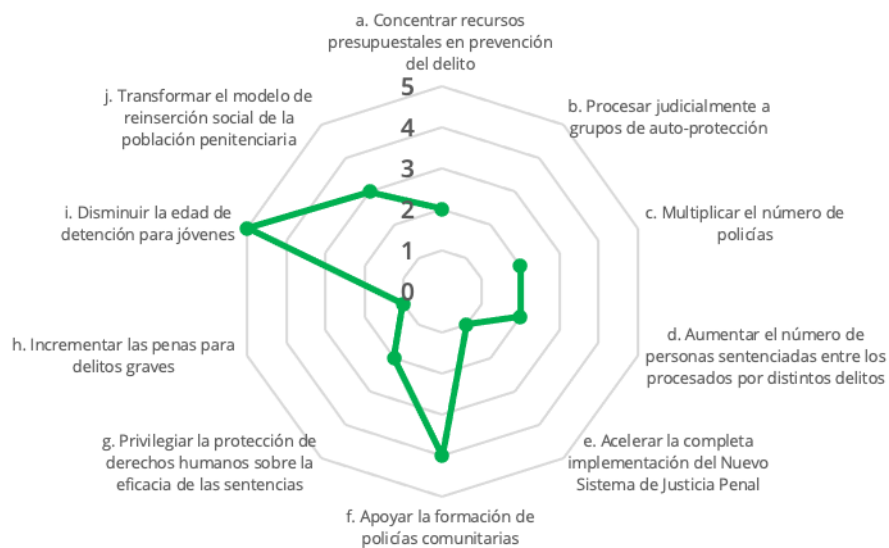 a. Concentrar recursos
presupuestales en prevención
del delito
b. Procesar judicialmente a
grupos de auto-protección
c. Multiplicar el número de
policías
d. Aumentar el número de
personas sentenciadas entre los
procesados por distintos delitos
e. Acelerar la completa
implementación del Nuevo
Sistema de Justicia Penal
f. Apoyar la formación de
policías comunitarias
g. Privilegiar la protección de
derechos humanos sobre la
eficacia de las sentencias
h. Incrementar las penas para
delitos graves
i. Disminuir la edad de
detención para jóvenes
j. Transformar el modelo de
reinserción social de la
población penitenciaria
5
4
3
2
1
0